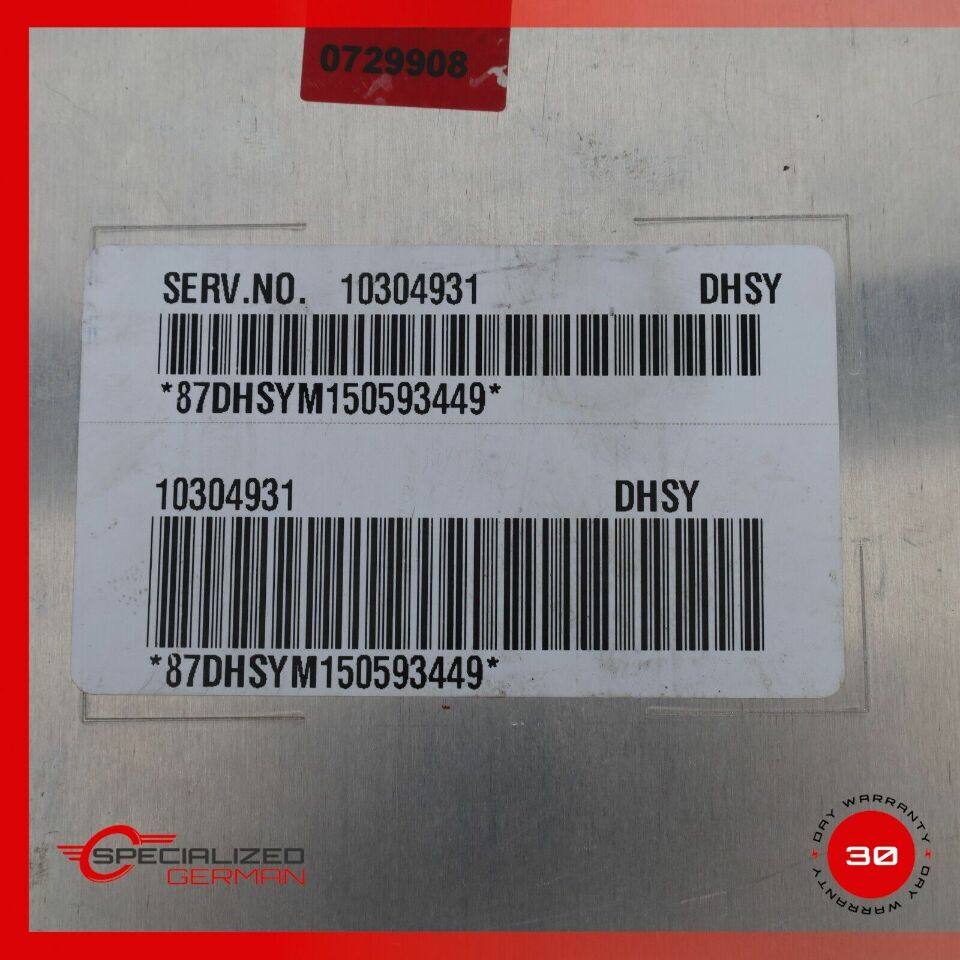 0729908
SERV.NO. 10304931 DHSY
*87DHSYM150593449*
10304931 DHSY
*87DHSYM150593449*
SPECIALIZED
GERMAN
DAY WARRANTY
30
DAY WARRANTY